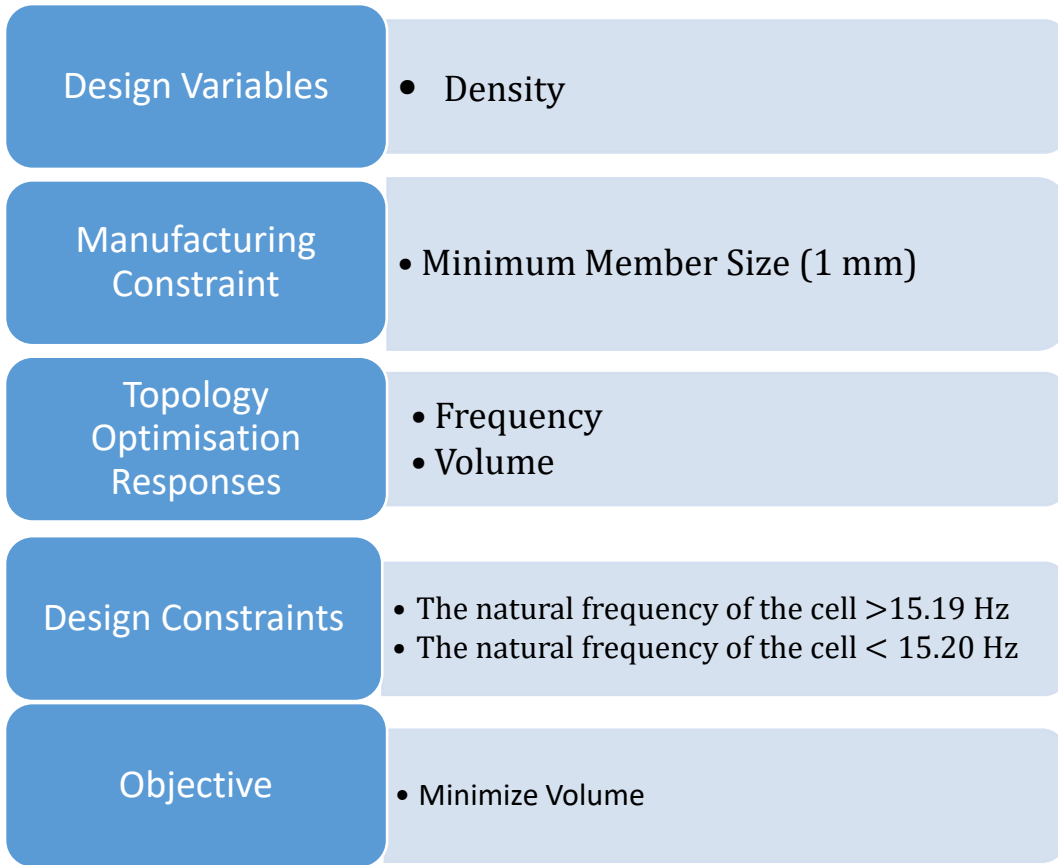 Design Variables
• Density
Manufacturing
Constraint
• Minimum Member Size (1 mm)
Topology
Optimisation
Responses
• Frequency
• Volume
Design Constraints
• The natural frequency of the cell >15.19 Hz
• The natural frequency of the cell < 15.20 Hz
Objective
• Minimize Volume